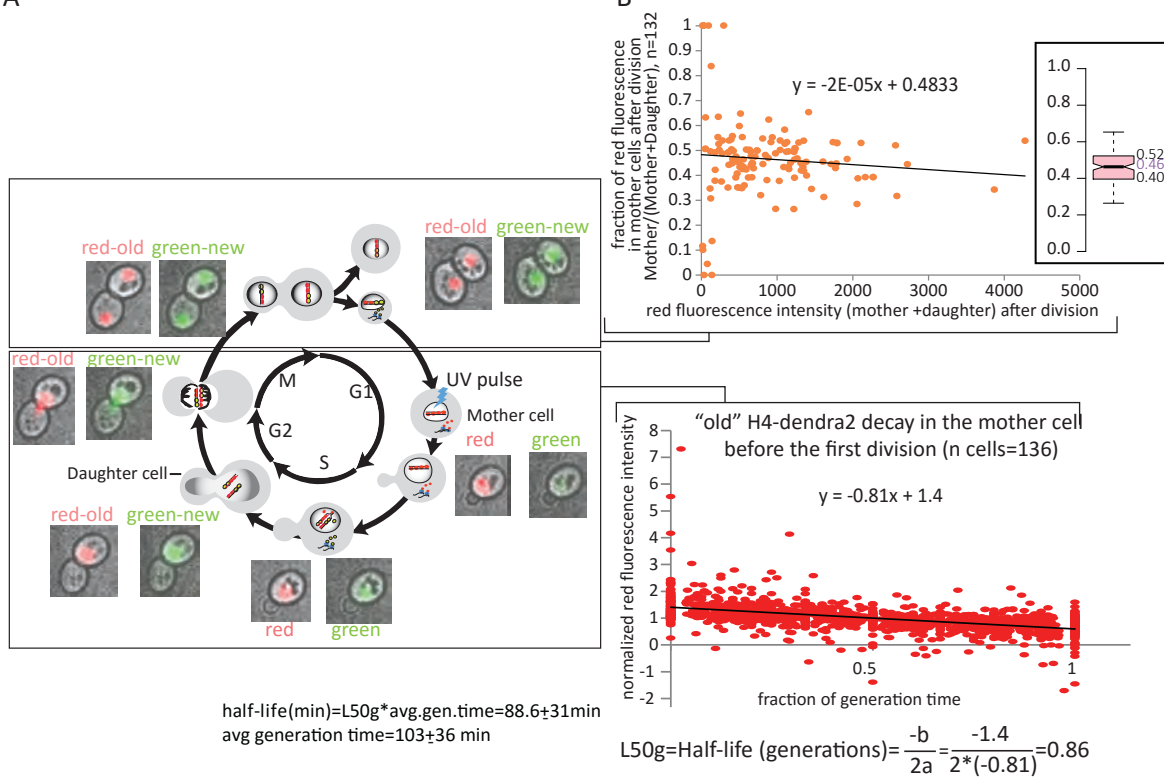 A
red-old green-new
red-old green-new
red-old green-new
M
G1
G2
S
UV pulse
Mother cell
red green
Daughter cell
red-old green-new
red green
half-life(min)=L50g*avg.gen.time=88.6±31min
avg generation time=103±36 min
B
fraction of red fluorescence
in mother cells after division
Mother/(Mother+Daughter), n=132
1
0.9
0.8
0.7
0.6
0.5
0.4
0.3
0.2
0.1
0
y = -2E-05x + 0.4833
0 1000 2000 3000 4000 5000
red fluorescence intensity (mother +daughter) after division
1.0
0.8
0.6
0.4
0.2
0.0
0.52
0.46
0.40
"old" H4-dendra2 decay in the mother cell
before the first division (n cells=136)
y = -0.81x + 1.4
normalized red fluorescence intensity
8
7
6
5
4
3
2
1
0
-1
-2
0.5 1
fraction of generation time
L50g=Half-life (generations)= -b/2a = -1.4/2*(-0.81) =0.86